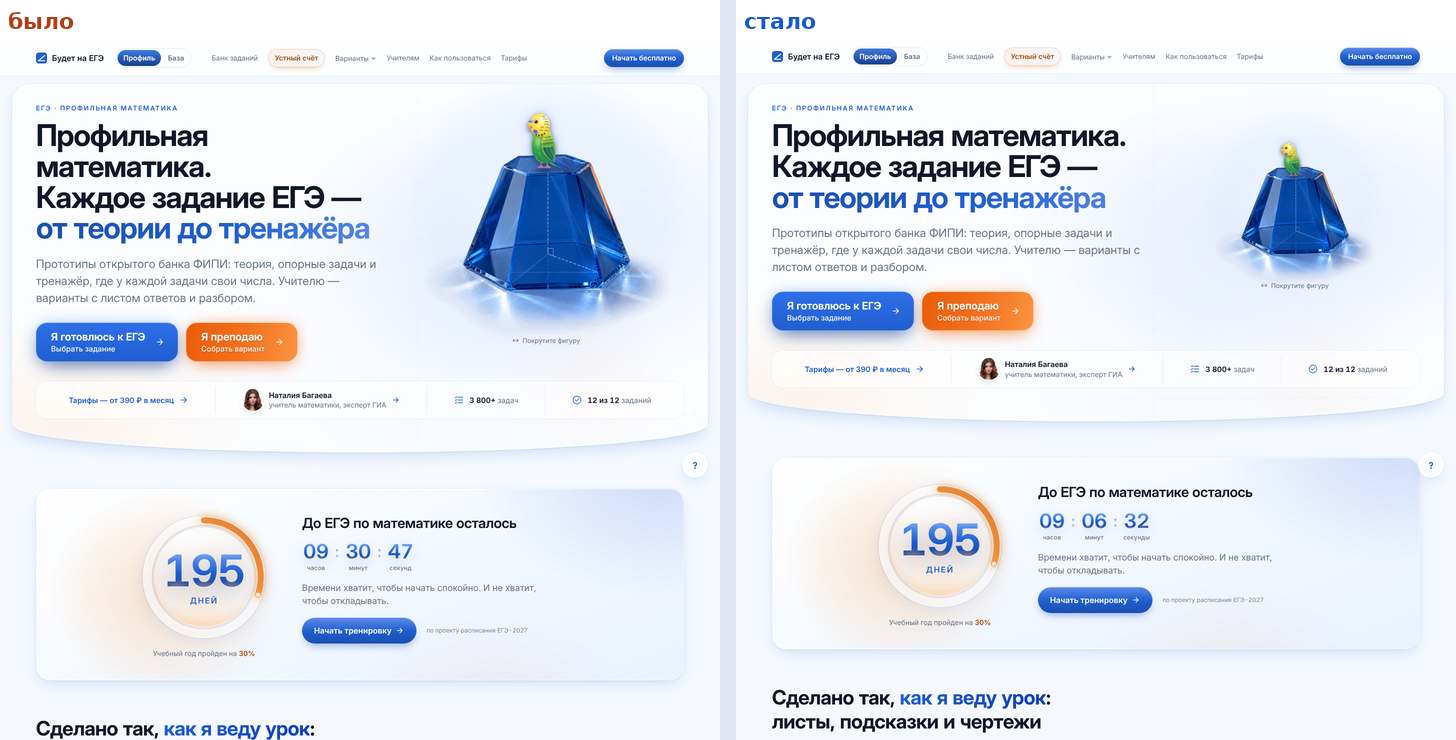 было
Будет на ЕГЭ Профиль База Банк заданий Устный счёт Варианты Учителям Как пользоваться Тарифы Начать бесплатно
ЕГЭ · ПРОФИЛЬНАЯ МАТЕМАТИКА
Профильная
математика.
Каждое задание ЕГЭ —
от теории до тренажёра
Прототипы открытого банка ФИПИ: теория, опорные задачи и
тренажёр, где у каждой задачи свои числа. Учителю —
варианты с листом ответов и разбором.
Я готовлюсь к ЕГЭ →
Выбрать задание
Я преподаю →
Собрать вариант
↔ Покрутите фигуру
Тарифы — от 390 ₽ в месяц →
Наталия Багаева
учитель математики, эксперт ГИА →
3 800+ задач
12 из 12 заданий
?
195
ДНЕЙ
Учебный год пройден на 30%
До ЕГЭ по математике осталось
09 : 30 : 47
часов минут секунд
Времени хватит, чтобы начать спокойно. И не хватит,
чтобы откладывать.
Начать тренировку → по проекту расписания ЕГЭ-2027
Сделано так, как я веду урок:
стало
Будет на ЕГЭ Профиль База Банк заданий Устный счёт Варианты Учителям Как пользоваться Тарифы Начать бесплатно
ЕГЭ · ПРОФИЛЬНАЯ МАТЕМАТИКА
Профильная математика.
Каждое задание ЕГЭ —
от теории до тренажёра
Прототипы открытого банка ФИПИ: теория, опорные задачи и
тренажёр, где у каждой задачи свои числа. Учителю — варианты с
листом ответов и разбором.
Я готовлюсь к ЕГЭ →
Выбрать задание
Я преподаю →
Собрать вариант
↔ Покрутите фигуру
Тарифы — от 390 ₽ в месяц →
Наталия Багаева
учитель математики, эксперт ГИА →
3 800+ задач
12 из 12 заданий
?
195
ДНЕЙ
Учебный год пройден на 30%
До ЕГЭ по математике осталось
09 : 06 : 32
часов минут секунды
Времени хватит, чтобы начать спокойно. И не хватит,
чтобы откладывать.
Начать тренировку → по проекту расписания ЕГЭ-2027
Сделано так, как я веду урок:
листы, подсказки и чертежи